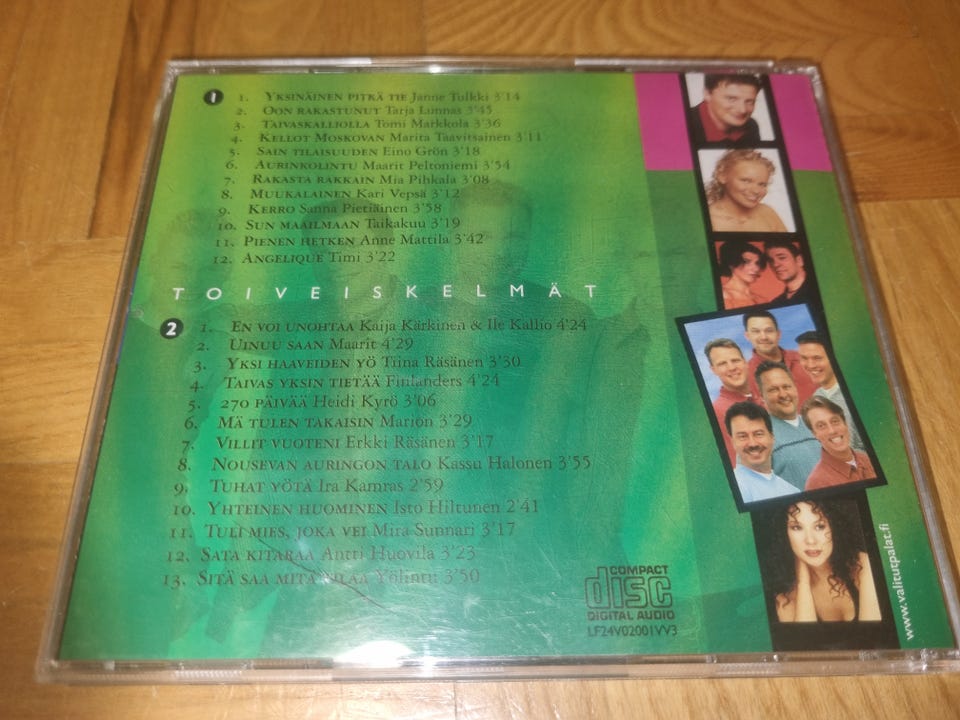 1
1. YKSINÄINEN PITKÄ TIE Janne Tulkki 3'14
2. OON RAKASTUNUT Tarja Lunnas 3'45
3. TAIVASKALLIOLLA Tomi Markkola 3'36
4. KELLOT MOSKOVAN Marita Taavitsainen 3'11
5. SAIN TILAISUUDEN Eino Grön 3'18
6. AURINKOLINTU Maarit Peltoniemi 3'54
7. RAKASTA RAKKAIN Mia Pihkala 3'08
8. MUUKALAINEN Kari Vepsä 3'12
9. KERRO Sanna Pietiäinen 3'58
10. SUN MAAILMAAN Taikakuu 3'19
11. PIENEN HETKEN Anne Mattila 3'42
12. ANGELIQUE Timi 3'22
TOIVEISKELMÄT
2
1. EN VOI UNOHTAA Kaija Kärkinen & Ile Kallio 4'24
2. UINUU SAAN Maarit 4'29
3. YKSI HAAVEIDEN YÖ Tiina Räsänen 3'30
4. TAIVAS YKSIN TIETÄÄ Finlanders 4'24
5. 270 PÄIVÄÄ Heidi Kyrö 3'06
6. MÄ TULEN TAKAISIN Marion 3'29
7. VILLIT VUOTENI Erkki Räsänen 3'17
8. NOUSEVAN AURINGON TALO Kassu Halonen 3'55
9. TUHAT YÖTÄ Ira Kamras 2'59
10. YHTEINEN HUOMINEN Isto Hiltunen 2'41
11. TULI MIES, JOKA VEI Mira Sunnari 3'17
12. SATA KITARAA Antti Huovila 3'23
13. SITÄ SAA MITÄ TILAA Yölintu 3'50
COMPACT
disc
DIGITAL AUDIO
LF24V02001VV3
www.valitutpalat.fi